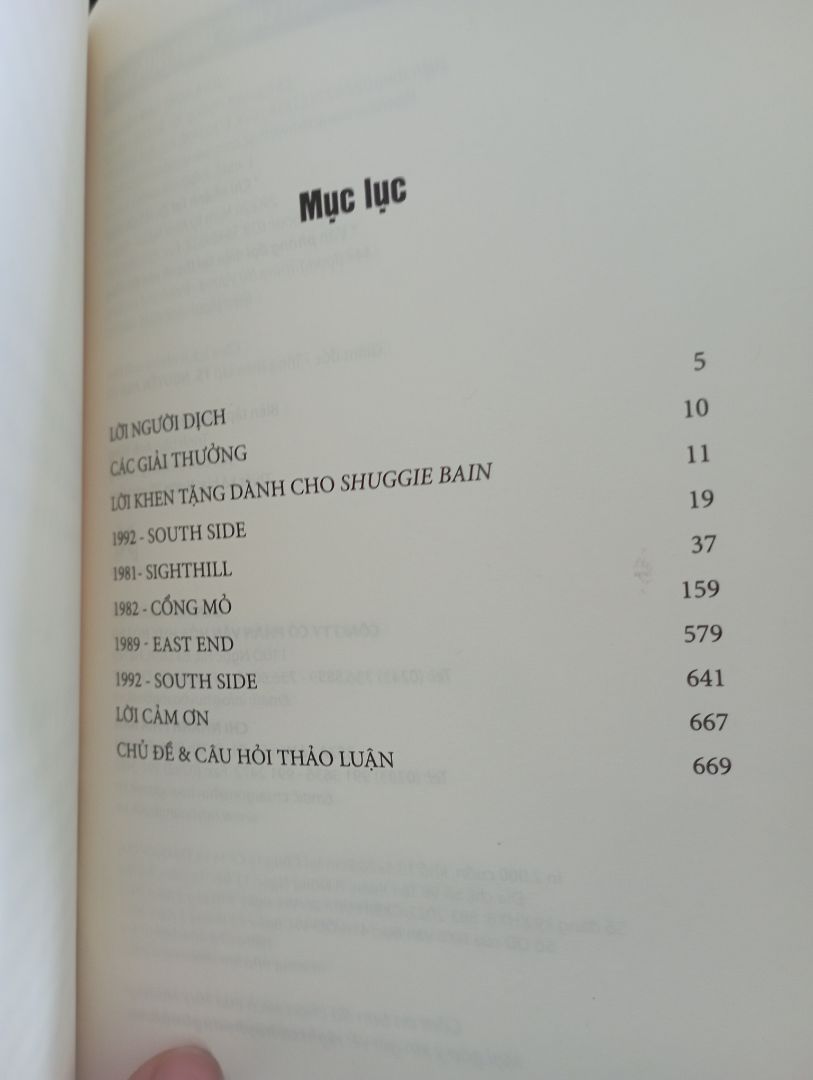 Mục lục
LỜI NGƯỜI DỊCH 5
CÁC GIẢI THƯỞNG 10
LỜI KHEN TẶNG DÀNH CHO SHUGGIE BAIN 11
1992 - SOUTH SIDE 19
1981- SIGHTHILL 37
1982 - CỔNG MỎ 159
1989 - EAST END 579
1992 - SOUTH SIDE 641
LỜI CẢM ƠN 667
CHỦ ĐỀ & CÂU HỎI THẢO LUẬN 669